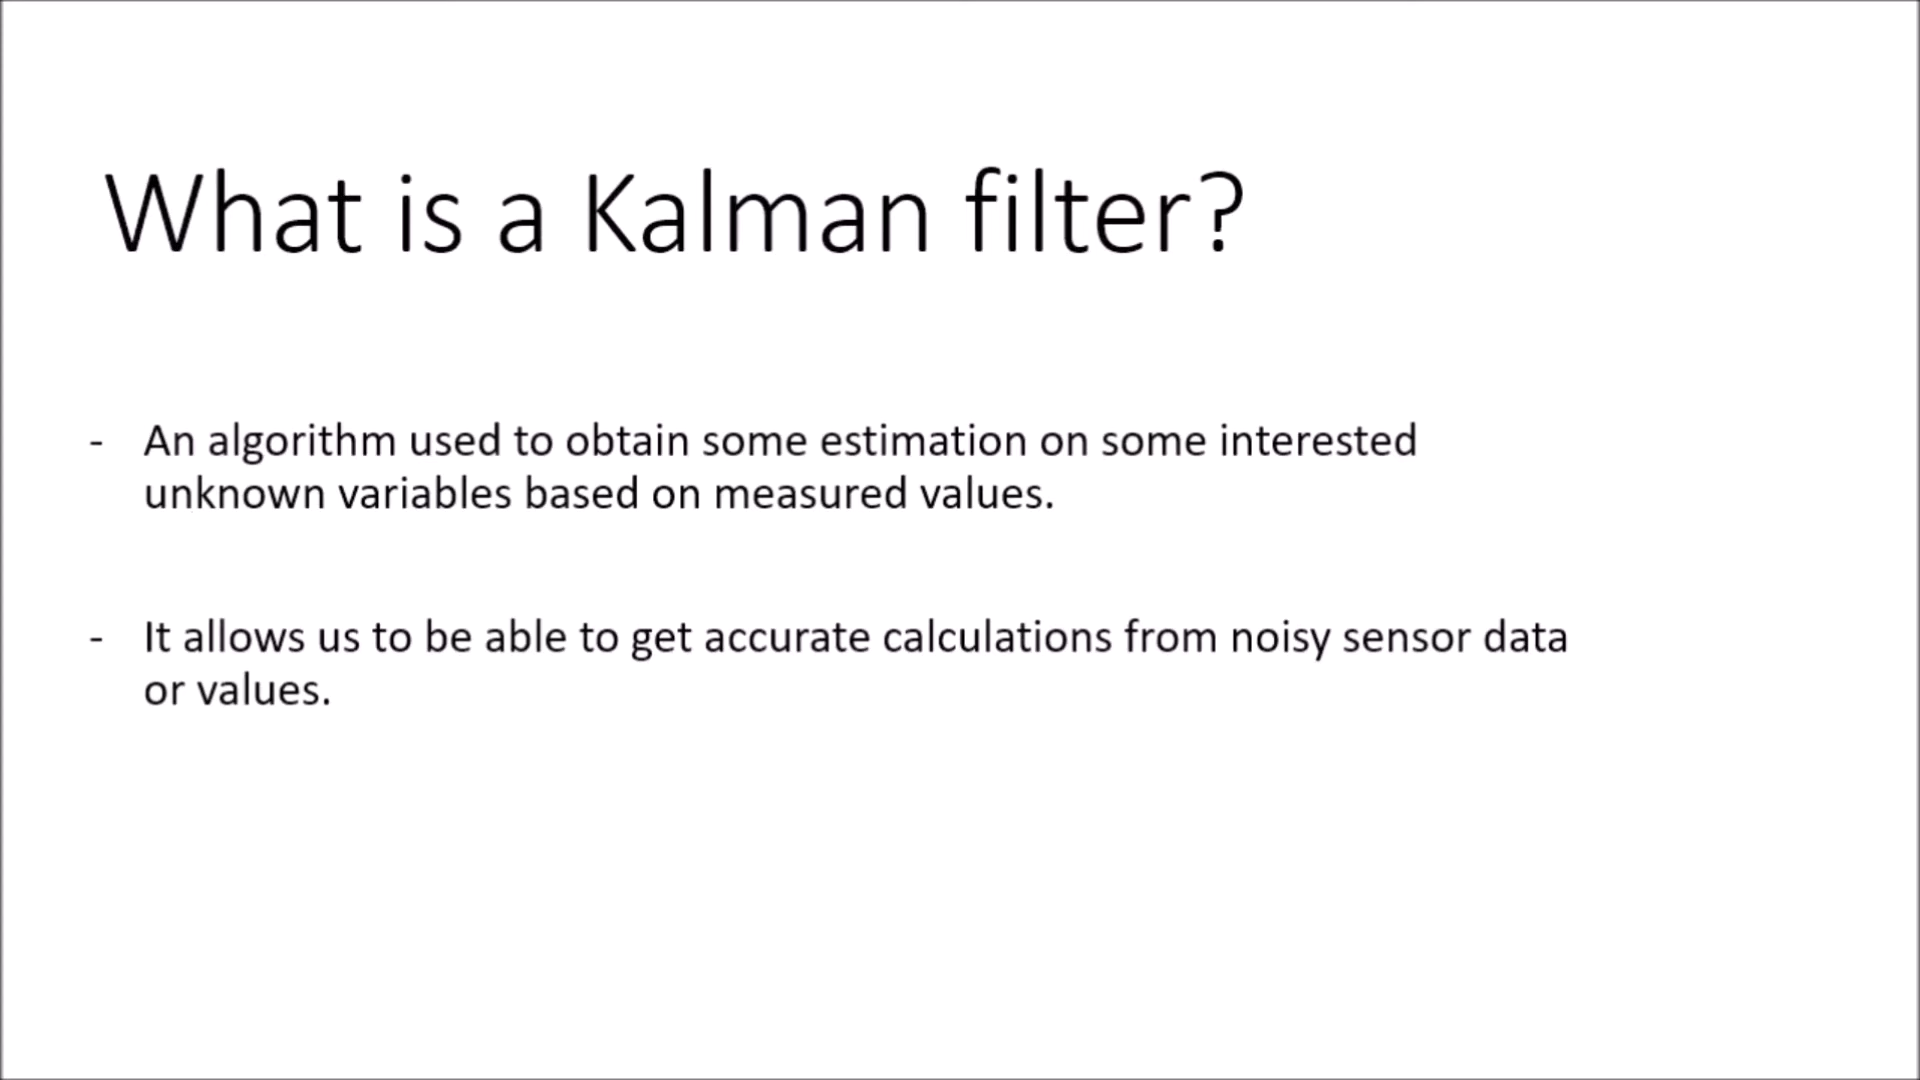 What is a Kalman filter?
- An algorithm used to obtain some estimation on some interested
unknown variables based on measured values.
- It allows us to be able to get accurate calculations from noisy sensor data
or values.